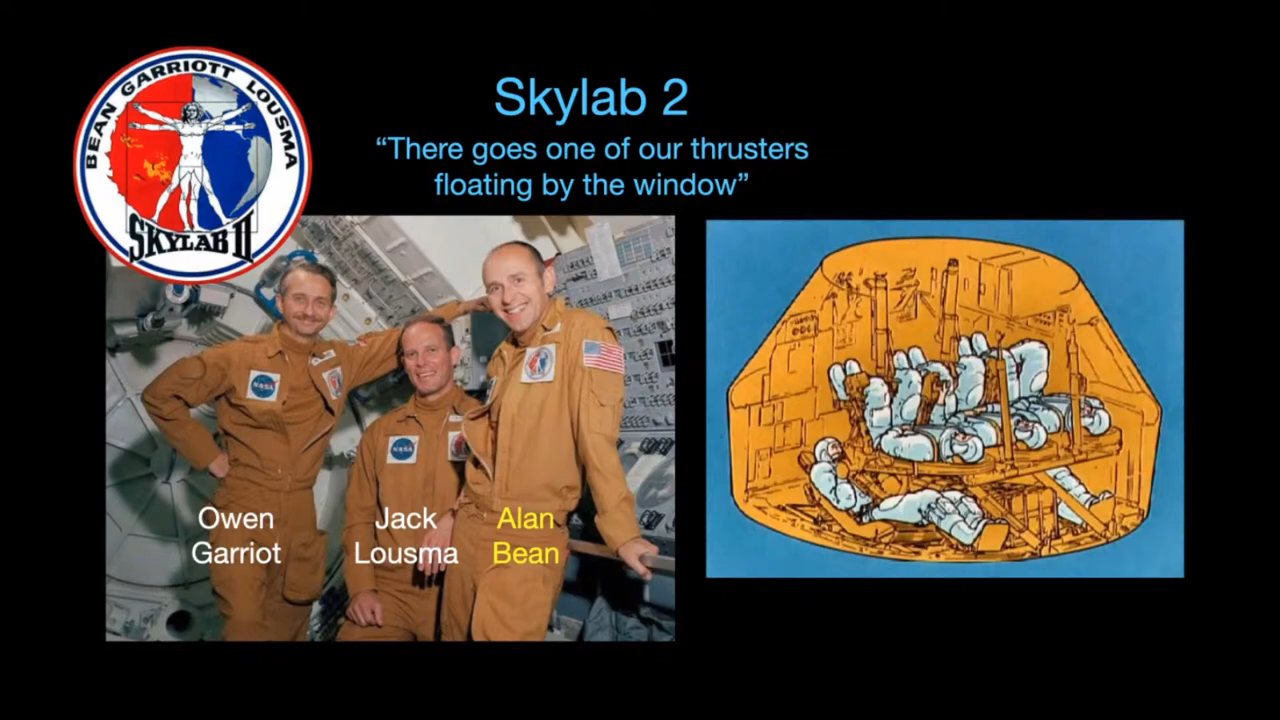 BEAN GARRIOTT LOUSMA
SKYLAB II
Skylab 2
“There goes one of our thrusters
floating by the window”
NASA
NASA
Owen
Garriot
Jack
Lousma
Alan
Bean